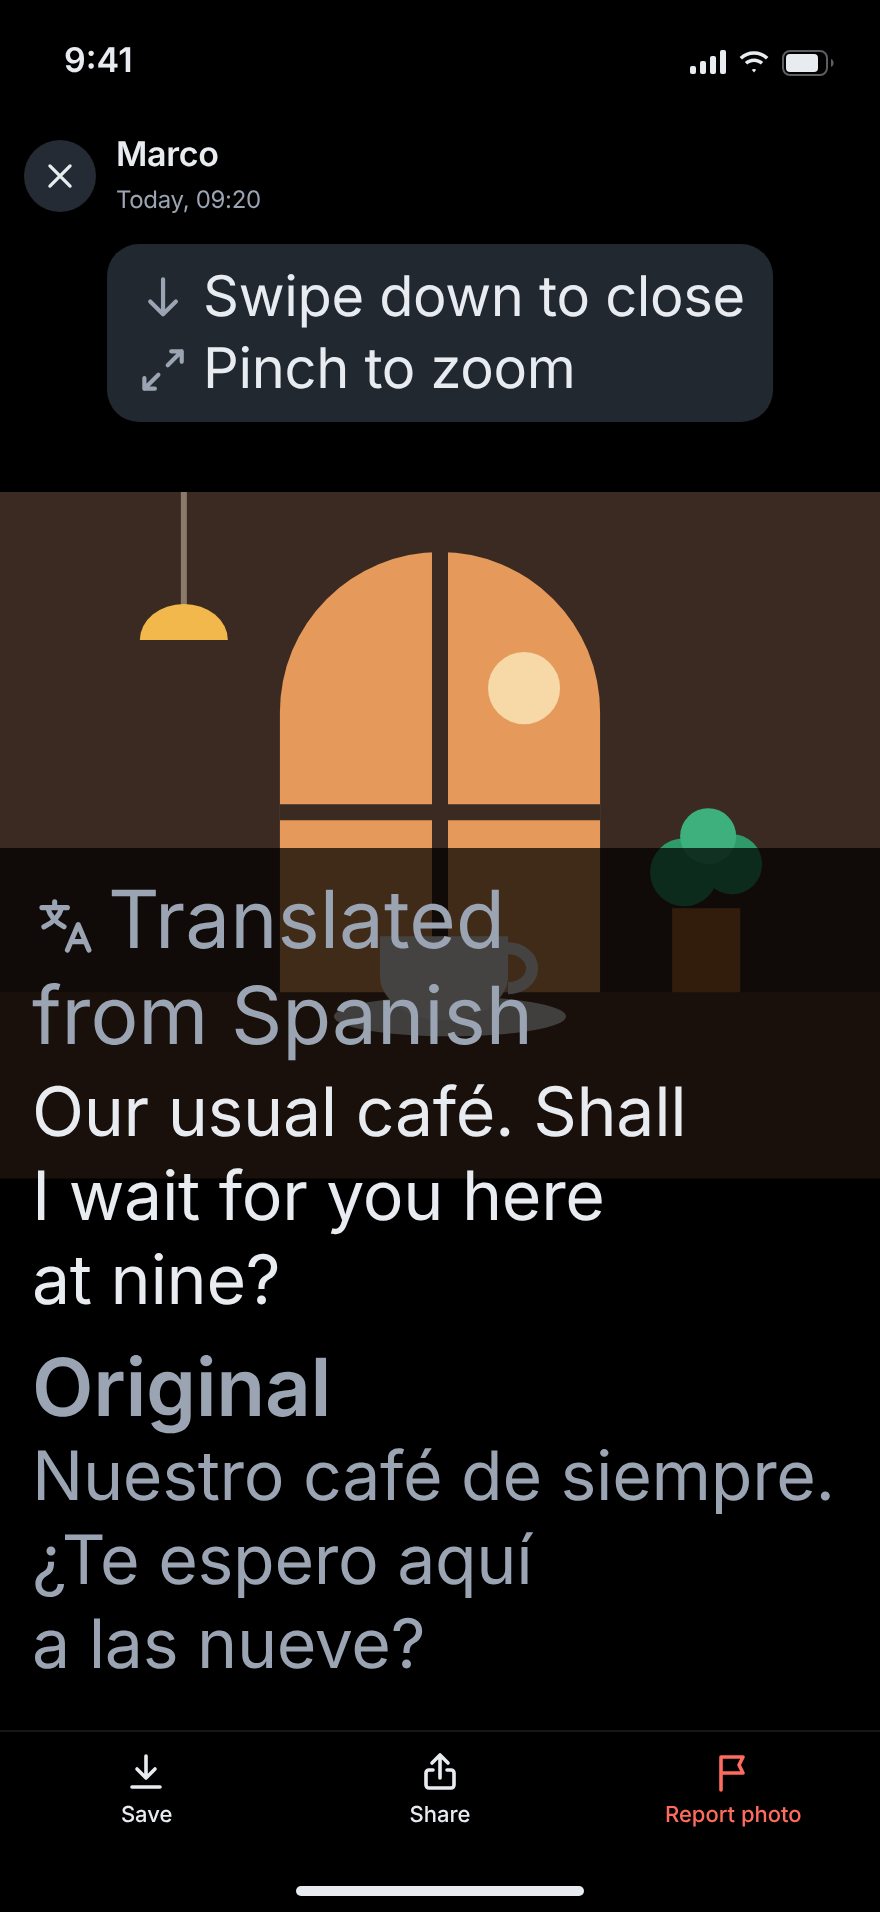 9:41
Marco
Today, 09:20
Swipe down to close
Pinch to zoom
Translated
from Spanish
Our usual café. Shall
I wait for you here
at nine?
Original
Nuestro café de siempre.
¿Te espero aquí
a las nueve?
Save
Share
Report photo